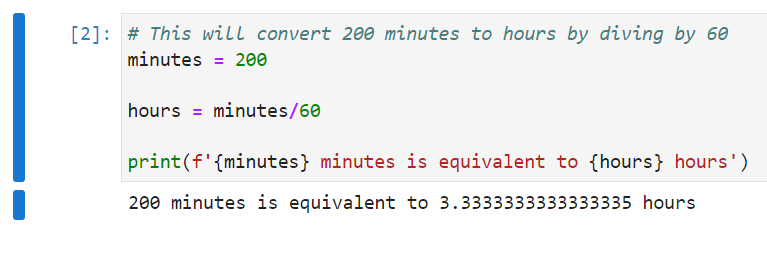 [2]: # This will convert 200 minutes to hours by diving by 60
minutes = 200
hours = minutes/60
print(f'{minutes} minutes is equivalent to {hours} hours')
200 minutes is equivalent to 3.3333333333333335 hours